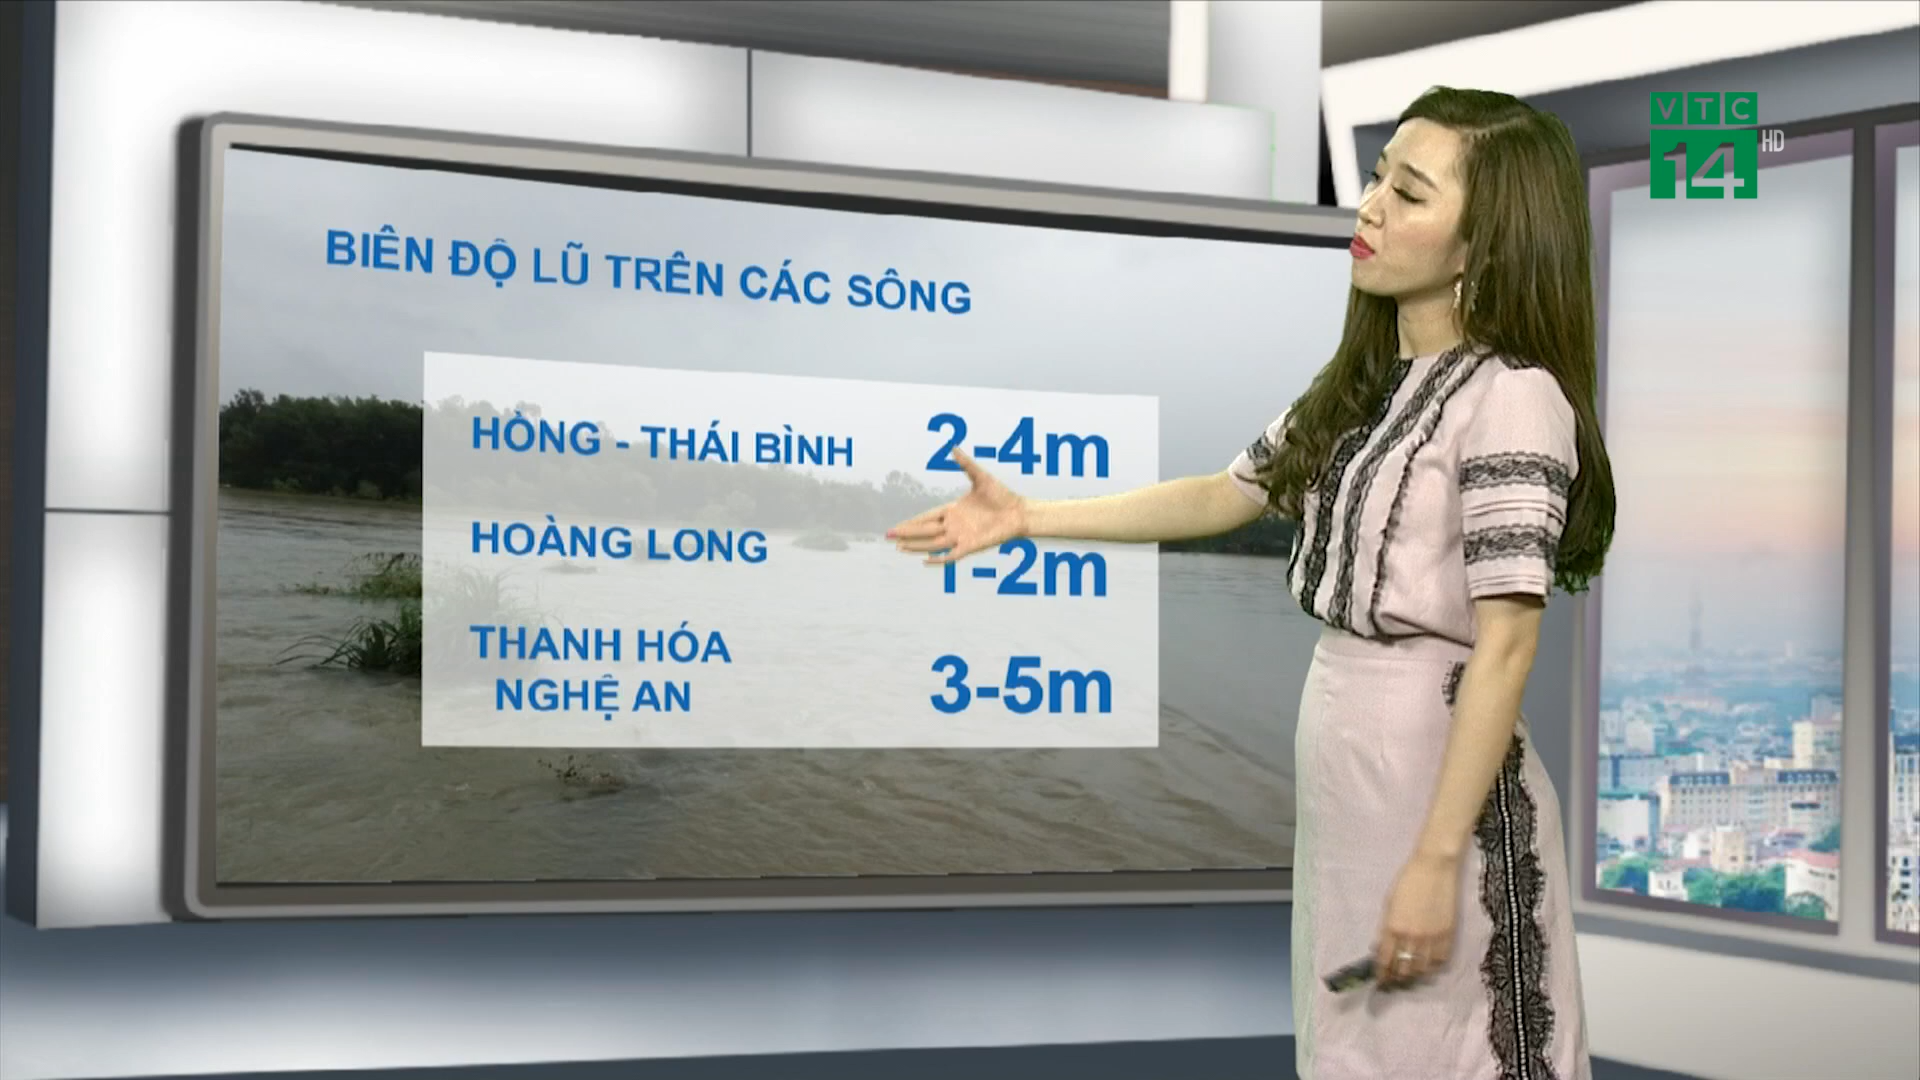 VTC
14 HD
BIÊN ĐỘ LŨ TRÊN CÁC SÔNG
HỒNG - THÁI BÌNH 2-4m
HOÀNG LONG 1-2m
THANH HÓA
NGHỆ AN 3-5m